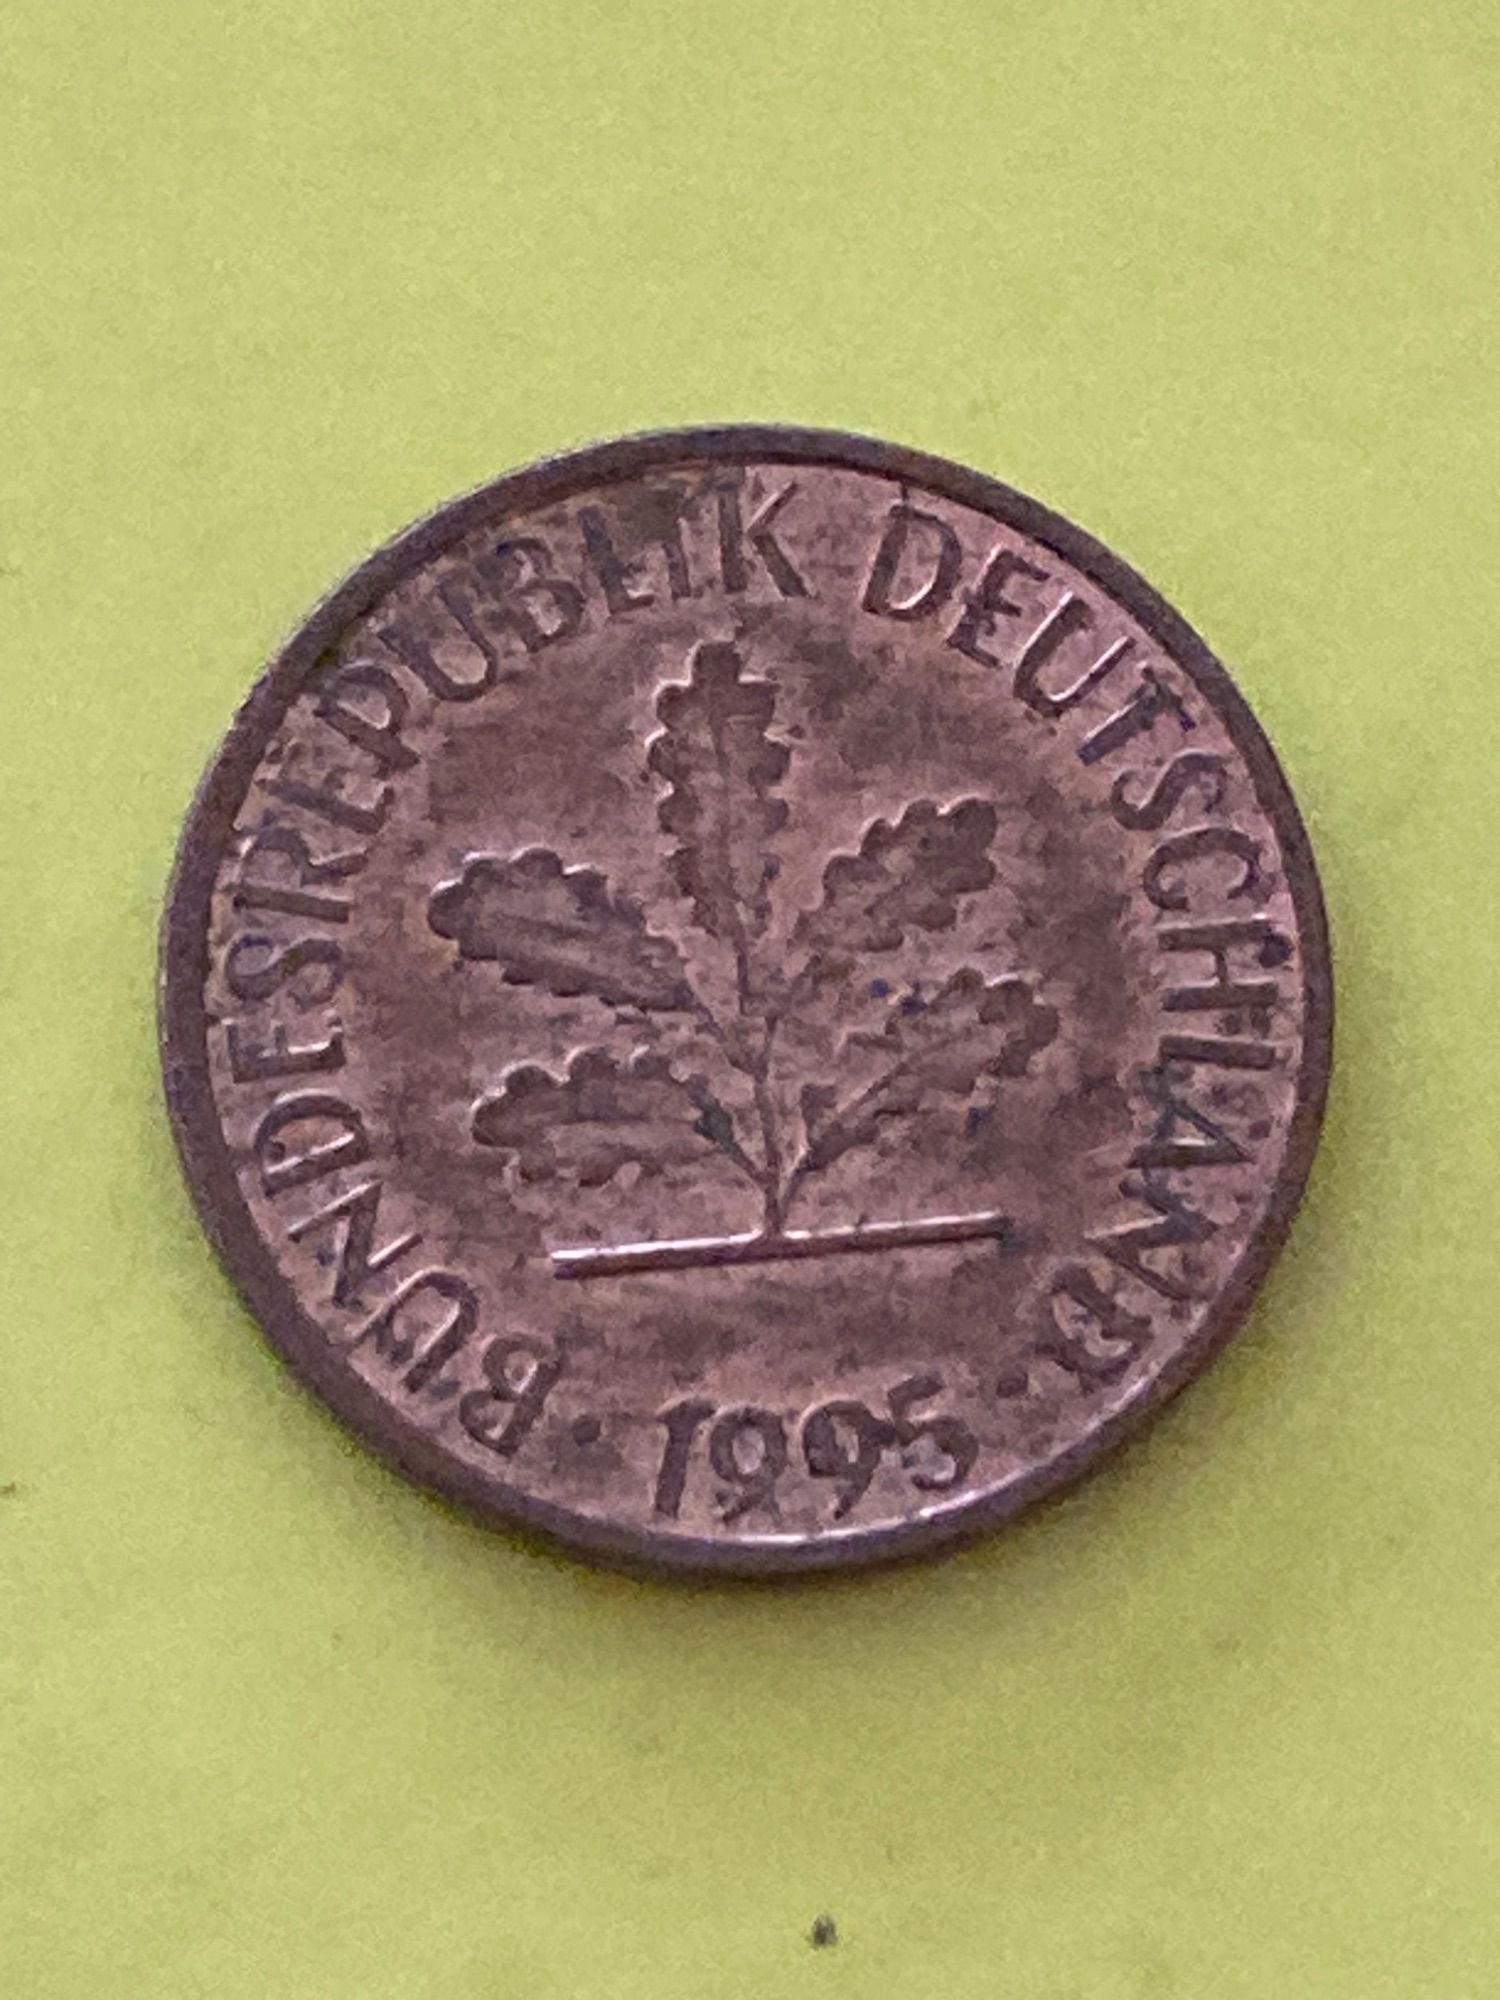 BUNDESREPUBLIK DEUTSCHLAND
· 1995 ·